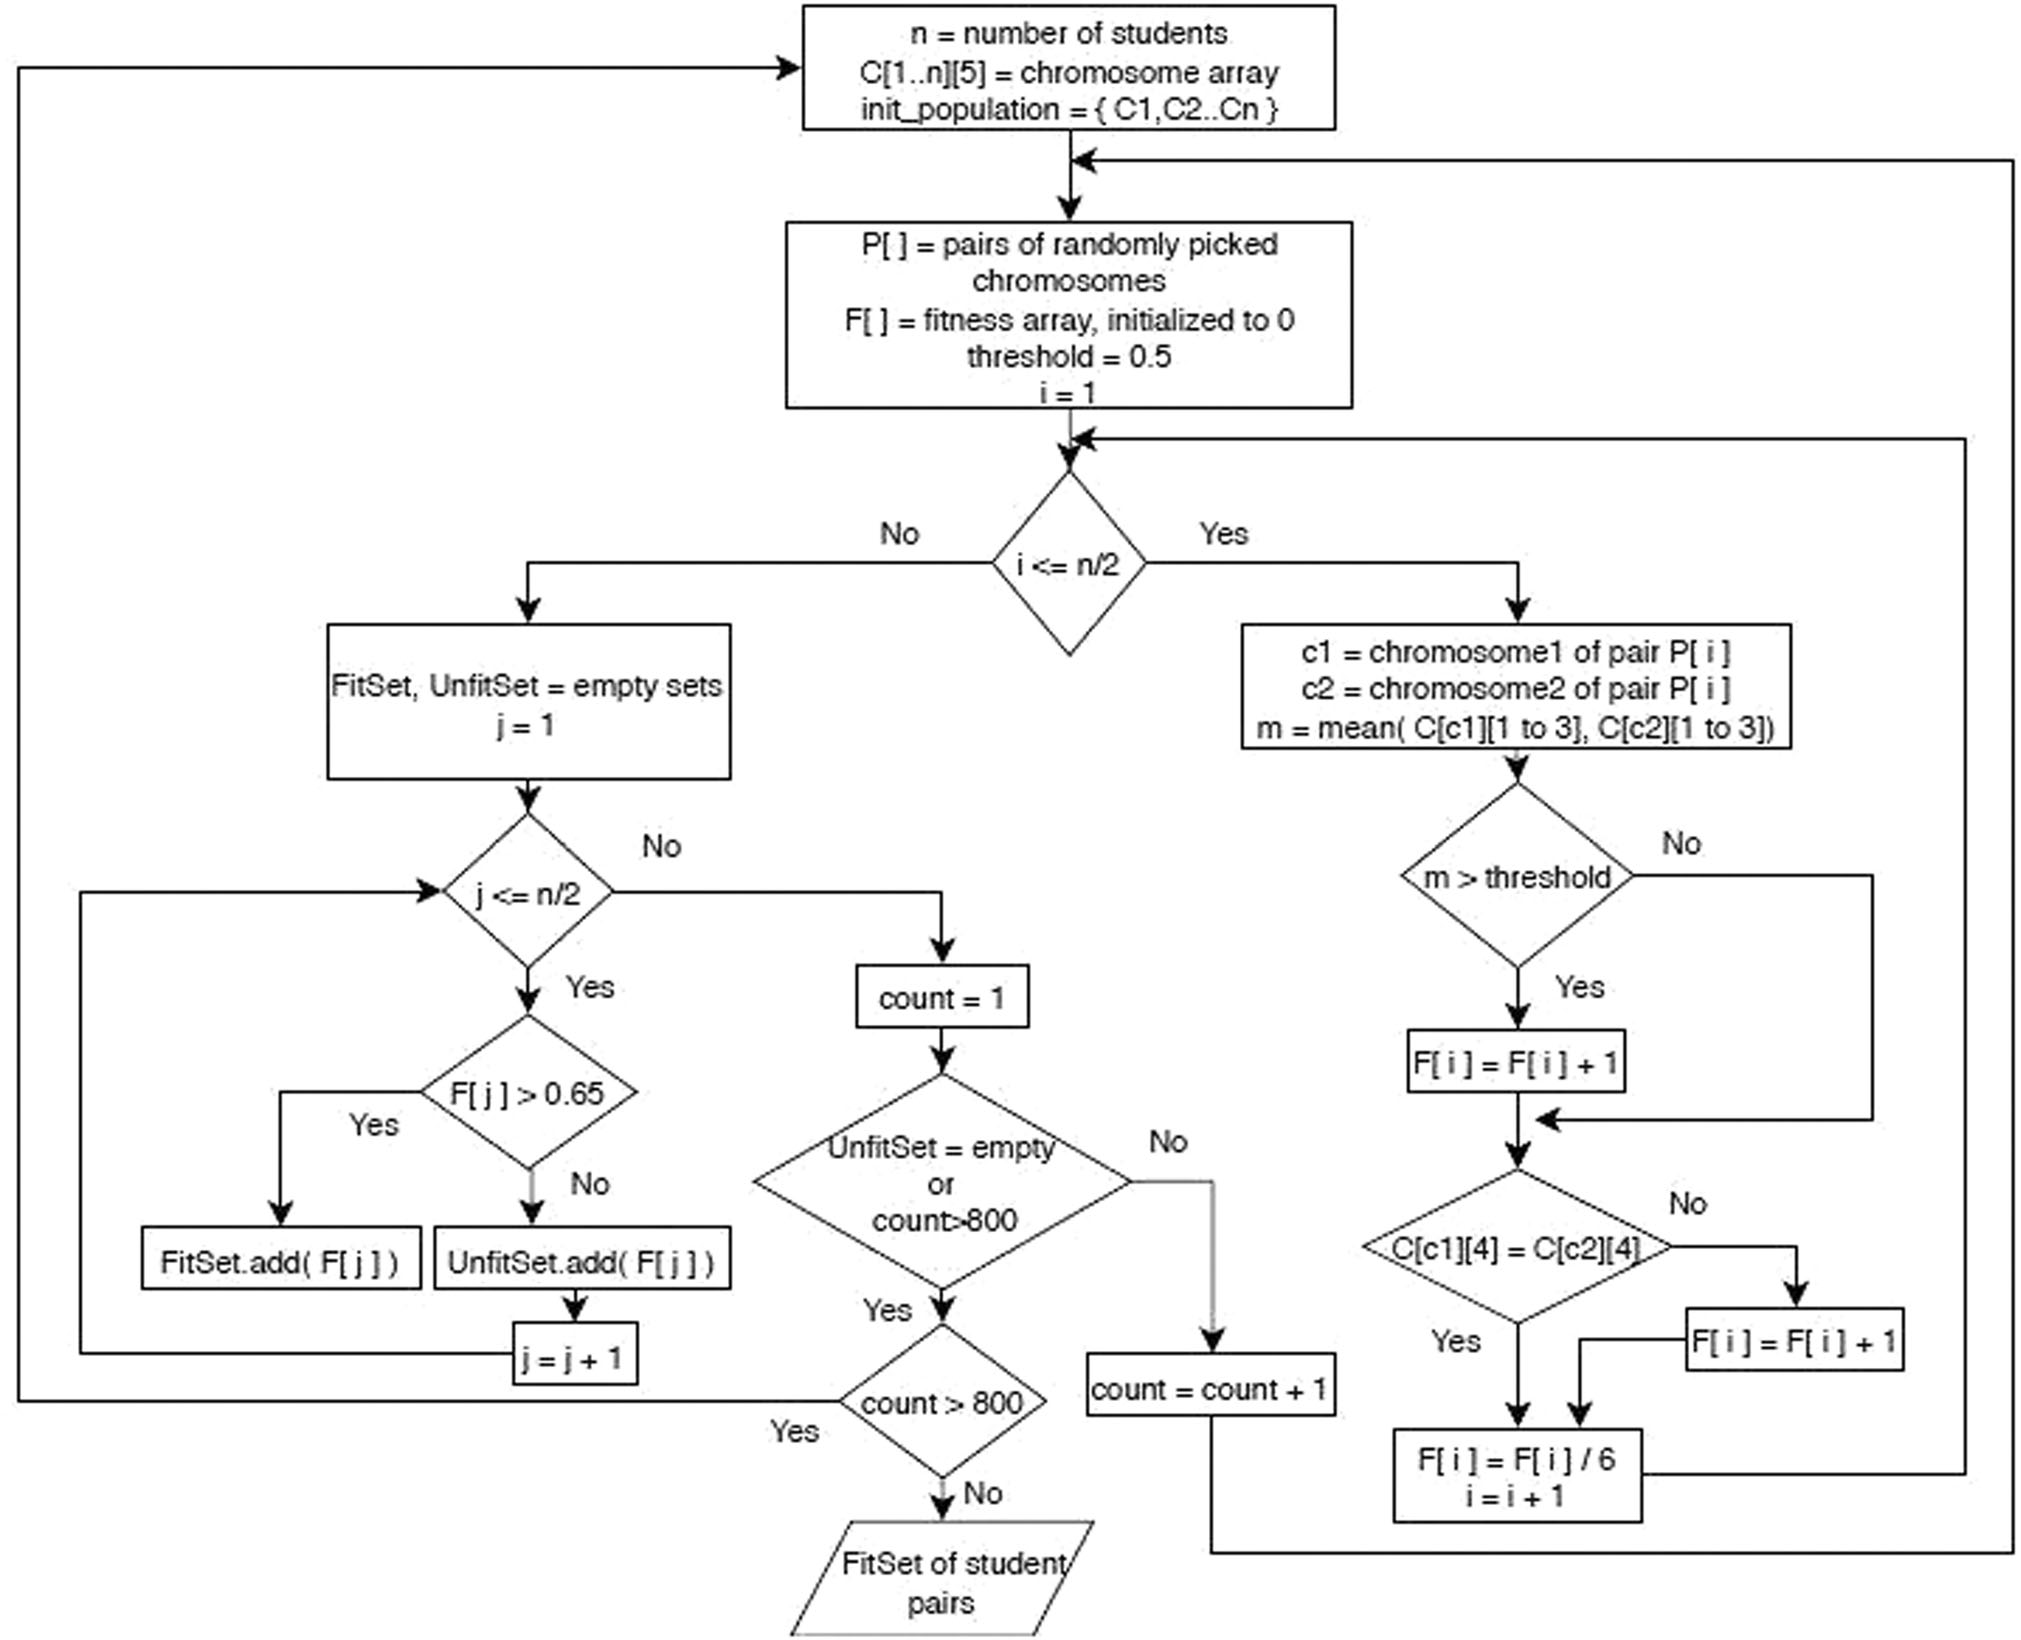 n = number of students
C[1..n][5] = chromosome array
init_population = { C1,C2..Cn }
P[ ] = pairs of randomly picked
chromosomes
F[ ] = fitness array, initialized to 0
threshold = 0.5
i = 1
No
Yes
i <= n/2
FitSet, UnfitSet = empty sets
j = 1
c1 = chromosome1 of pair P[ i ]
c2 = chromosome2 of pair P[ i ]
m = mean( C[c1][1 to 3], C[c2][1 to 3])
No
j <= n/2
Yes
No
m > threshold
Yes
count = 1
F[ i ] = F[ i ] + 1
F[ j ] > 0.65
Yes
No
UnfitSet = empty
or
count>800
No
Yes
No
C[c1][4] = C[c2][4]
Yes
FitSet.add( F[ j ] )
UnfitSet.add( F[ j ] )
F[ i ] = F[ i ] + 1
j = j + 1
count > 800
Yes
No
count = count + 1
F[ i ] = F[ i ] / 6
i = i + 1
FitSet of student
pairs